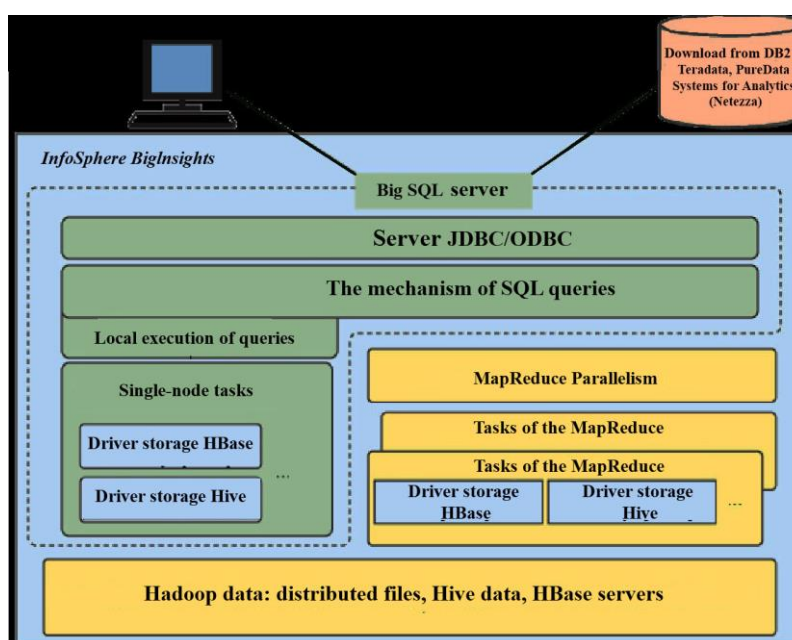 Download from DB2
Teradata, PureData
Systems for Analytics
(Netezza)
InfoSphere BigInsights
Big SQL server
Server JDBC/ODBC
The mechanism of SQL queries
Local execution of queries
Single-node tasks
Driver storage HBase
Driver storage Hive
...
MapReduce Parallelism
Tasks of the MapReduce
Tasks of the MapReduce
Driver storage
HBase
Driver storage
Hive
...
Hadoop data: distributed files, Hive data, HBase servers